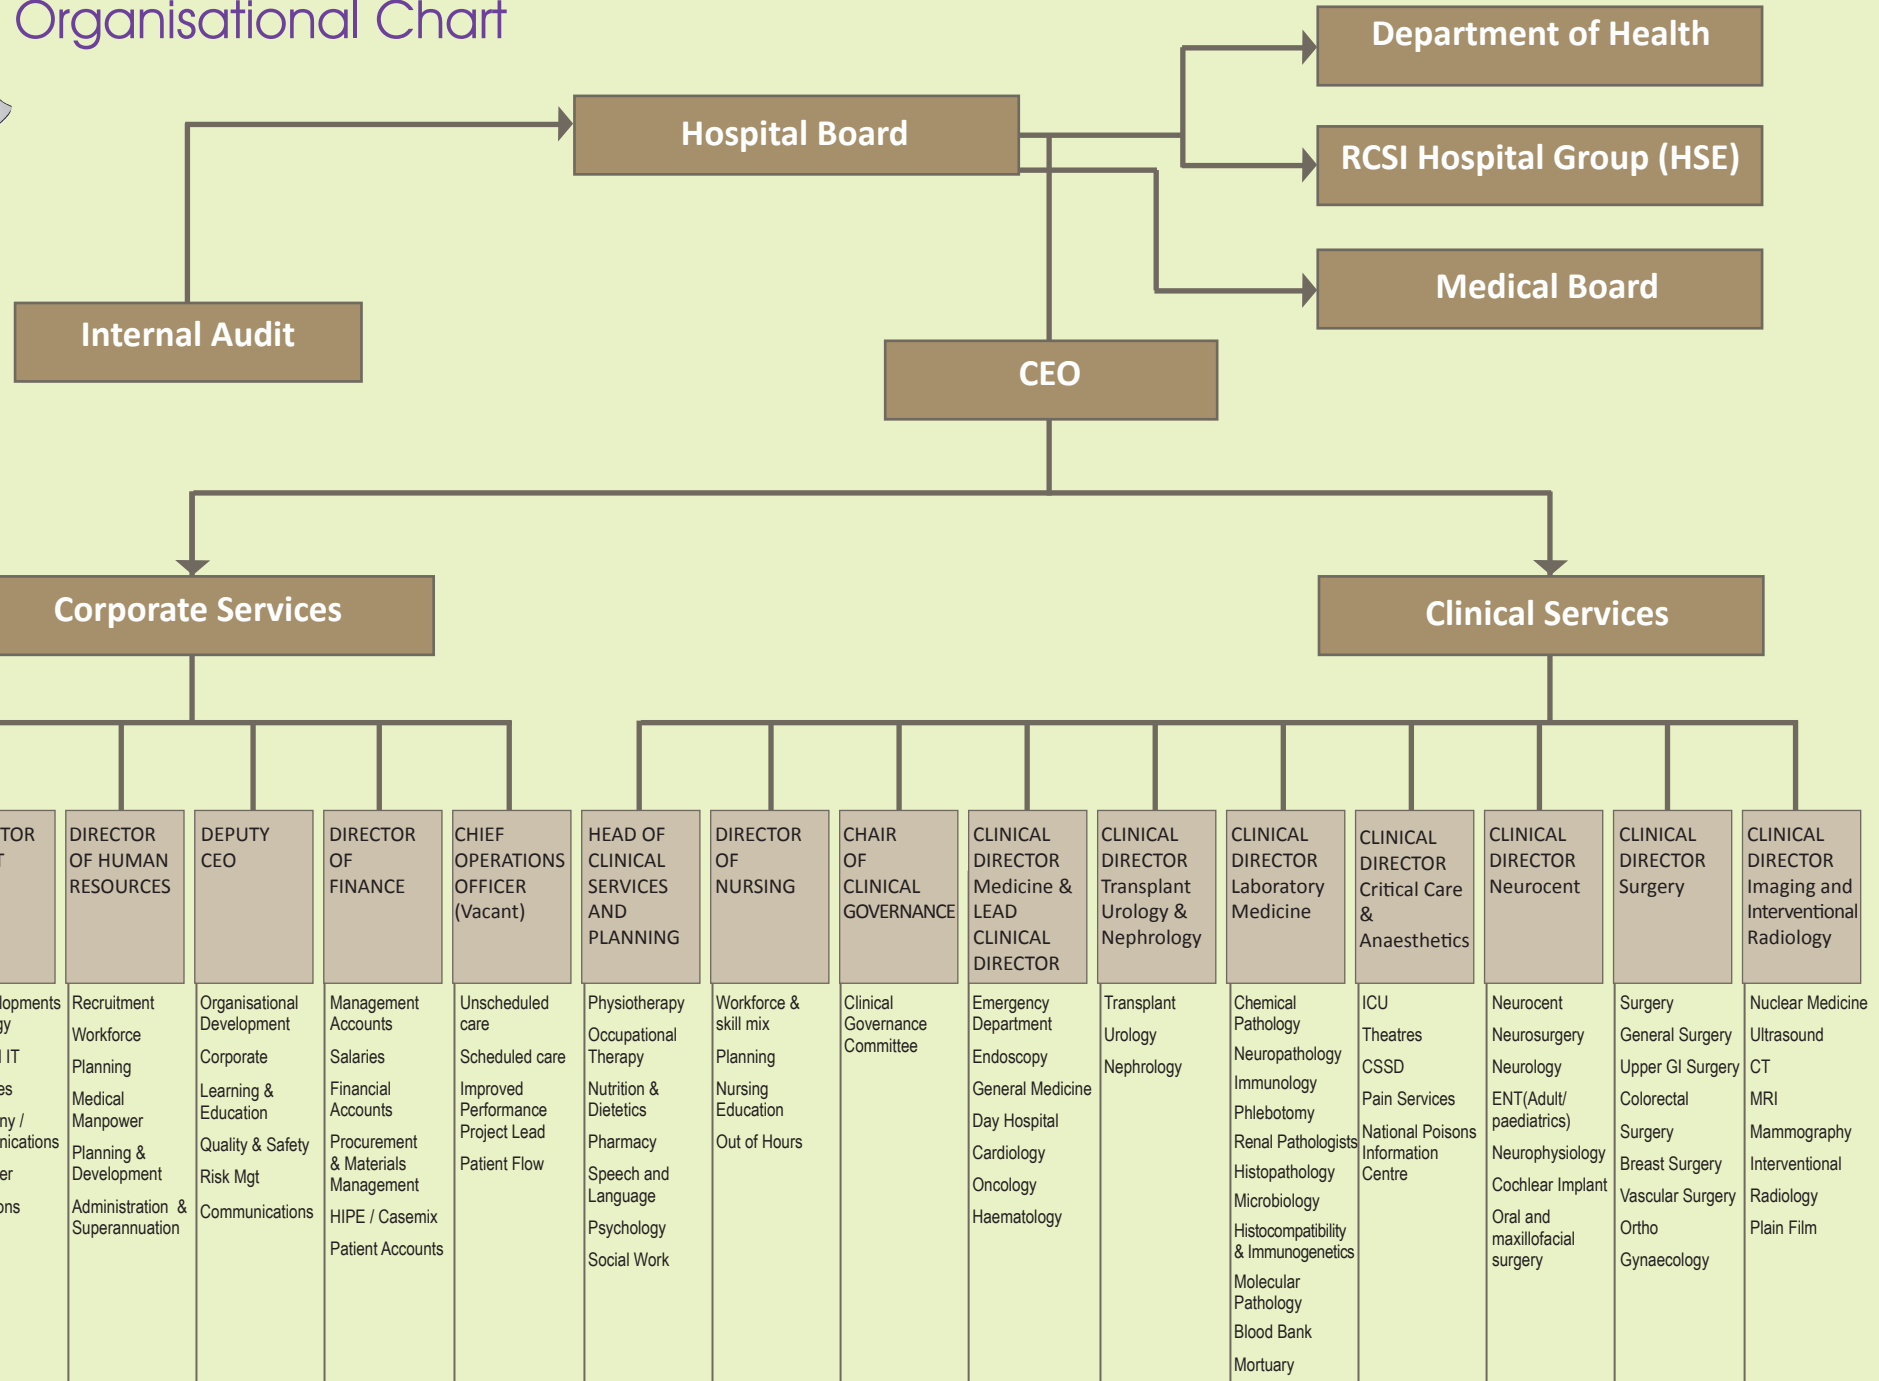 Organisational Chart
Department of Health
Hospital Board
RCSI Hospital Group (HSE)
Medical Board
Internal Audit
CEO
Corporate Services
Clinical Services
DIRECTOR
OF HUMAN
RESOURCES
Recruitment
Workforce
Planning
Medical
Manpower
Planning &
Development
Administration &
Superannuation
DEPUTY
CEO
Organisational
Development
Corporate
Learning &
Education
Quality & Safety
Risk Mgt
Communications
DIRECTOR
OF
FINANCE
Management
Accounts
Salaries
Financial
Accounts
Procurement
& Materials
Management
HIPE / Casemix
Patient Accounts
CHIEF
OPERATIONS
OFFICER
(Vacant)
Unscheduled
care
Scheduled care
Improved
Performance
Project Lead
Patient Flow
HEAD OF
CLINICAL
SERVICES
AND
PLANNING
Physiotherapy
Occupational
Therapy
Nutrition &
Dietetics
Pharmacy
Speech and
Language
Psychology
Social Work
DIRECTOR
OF
NURSING
Workforce &
skill mix
Planning
Nursing
Education
Out of Hours
CHAIR
OF
CLINICAL
GOVERNANCE
Clinical
Governance
Committee
CLINICAL
DIRECTOR
Medicine &
LEAD
CLINICAL
DIRECTOR
Emergency
Department
Endoscopy
General Medicine
Day Hospital
Cardiology
Oncology
Haematology
CLINICAL
DIRECTOR
Transplant
Urology &
Nephrology
Transplant
Urology
Nephrology
CLINICAL
DIRECTOR
Laboratory
Medicine
Chemical
Pathology
Neuropathology
Immunology
Phlebotomy
Renal Pathologists
Histopathology
Microbiology
Histocompatibility
& Immunogenetics
Molecular
Pathology
Blood Bank
Mortuary
CLINICAL
DIRECTOR
Critical Care
&
Anaesthetics
ICU
Theatres
CSSD
Pain Services
National Poisons
Information
Centre
CLINICAL
DIRECTOR
Neurocent
Neurocent
Neurosurgery
Neurology
ENT(Adult/
paediatrics)
Neurophysiology
Cochlear Implant
Oral and
maxillofacial
surgery
CLINICAL
DIRECTOR
Surgery
Surgery
General Surgery
Upper GI Surgery
Colorectal
Surgery
Breast Surgery
Vascular Surgery
Ortho
Gynaecology
CLINICAL
DIRECTOR
Imaging and
Interventional
Radiology
Nuclear Medicine
Ultrasound
CT
MRI
Mammography
Interventional
Radiology
Plain Film